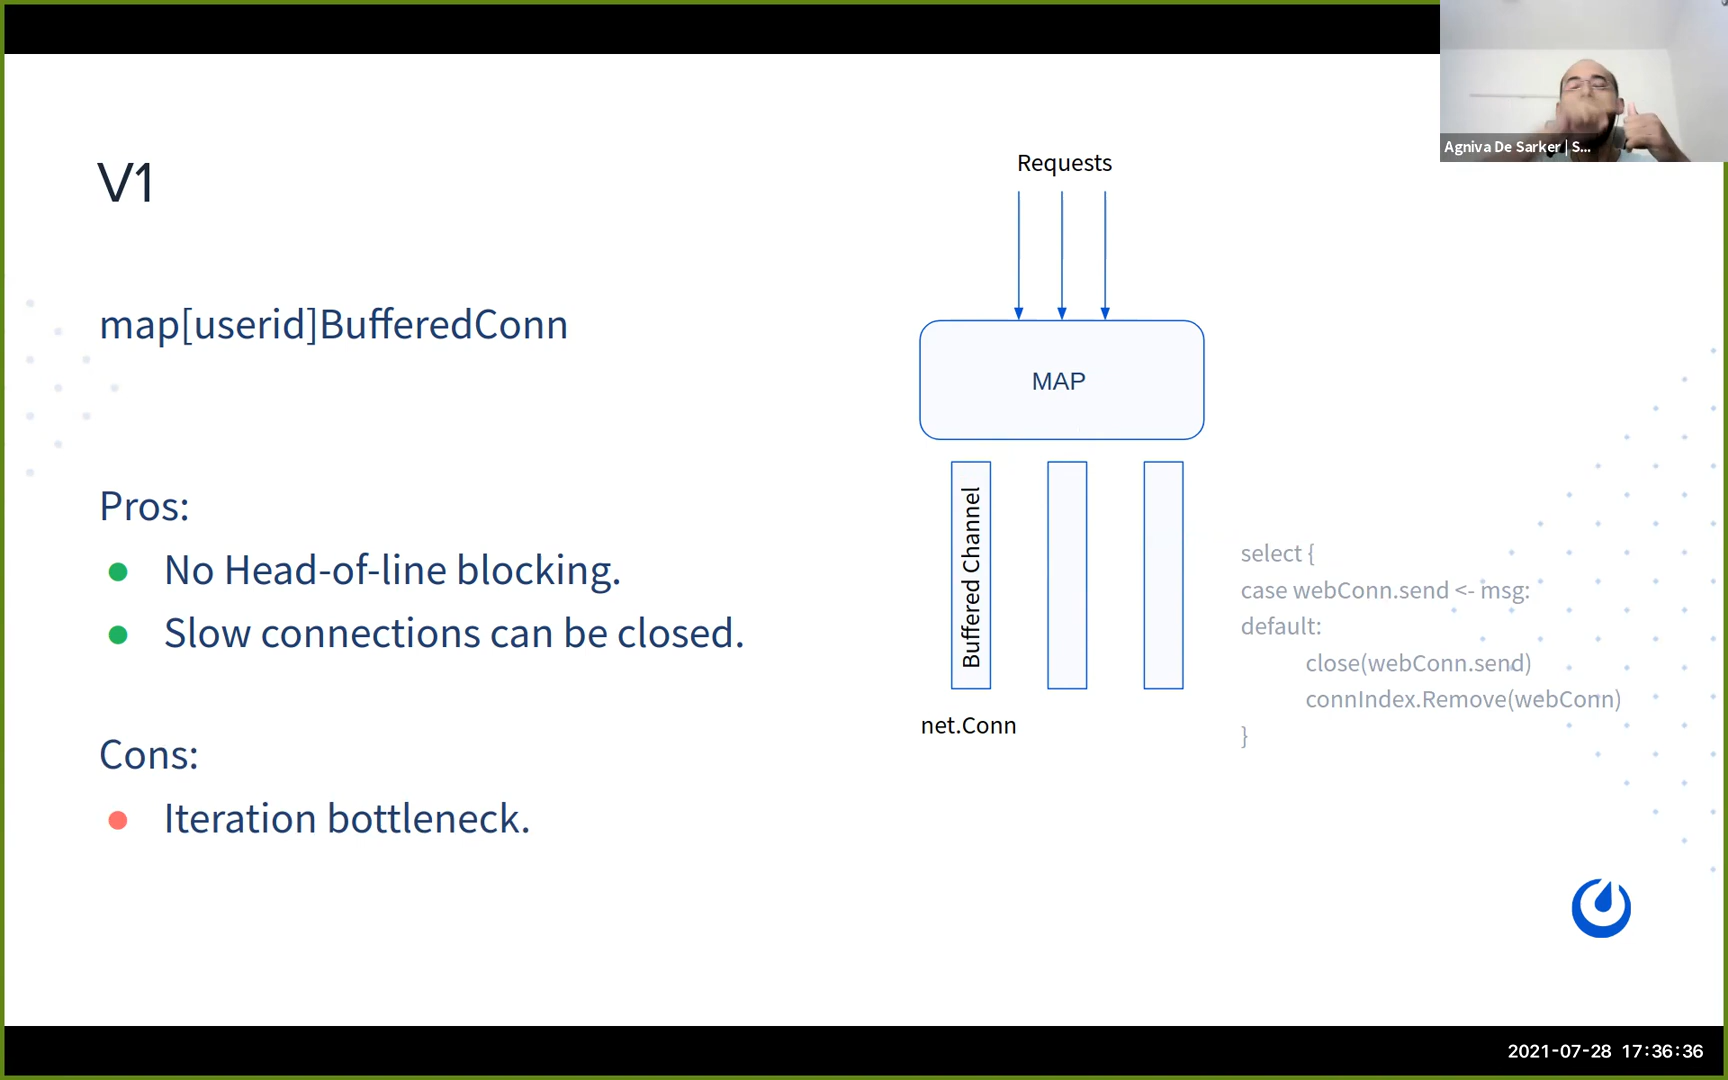 V1
map[userid]BufferedConn
Pros:
No Head-of-line blocking.
Slow connections can be closed.
Cons:
Iteration bottleneck.
Requests
MAP
Buffered Channel
net.Conn
select {
case webConn.send <- msg:
default:
close(webConn.send)
connIndex.Remove(webConn)
}
Agniva De Sarker | S...
2021-07-28 17:36:36